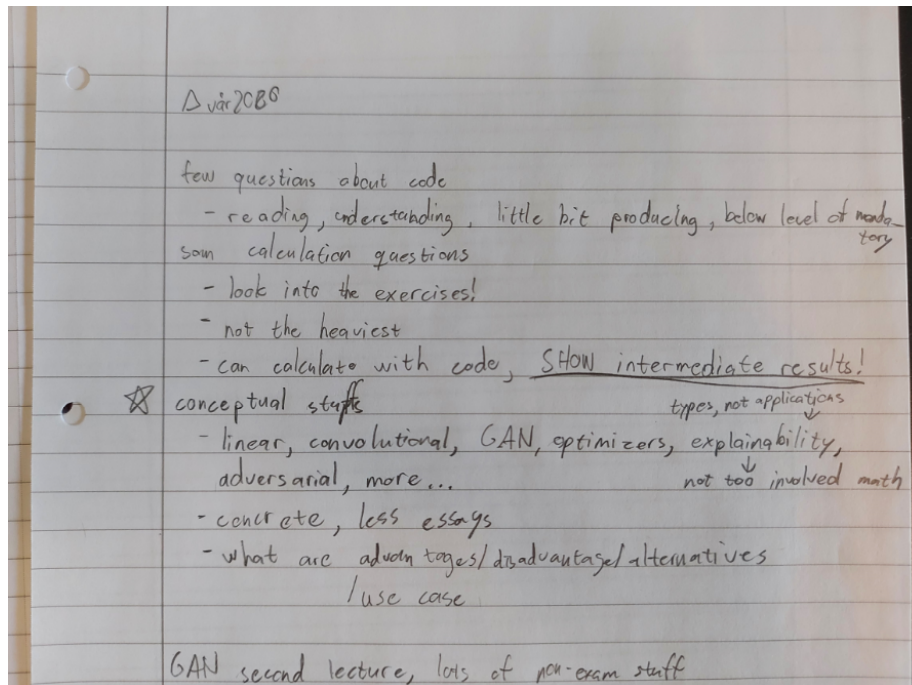 Δ vår 2080
few questions about code
- reading, understanding, little bit producing, below level of manda-
tory
som calculation questions
- look into the exercises!
- not the heaviest
- can calculate with code, SHOW intermediate results!
☆ conceptual stuff
types, not applications
↓
- linear, convolutional, GAN, optimizers, explainability,
↓
adversarial, more...
not too involved math
- concrete, less essays
- what are advantages/disadvantage/alternatives
/use case
GAN second lecture, lots of non-exam stuff